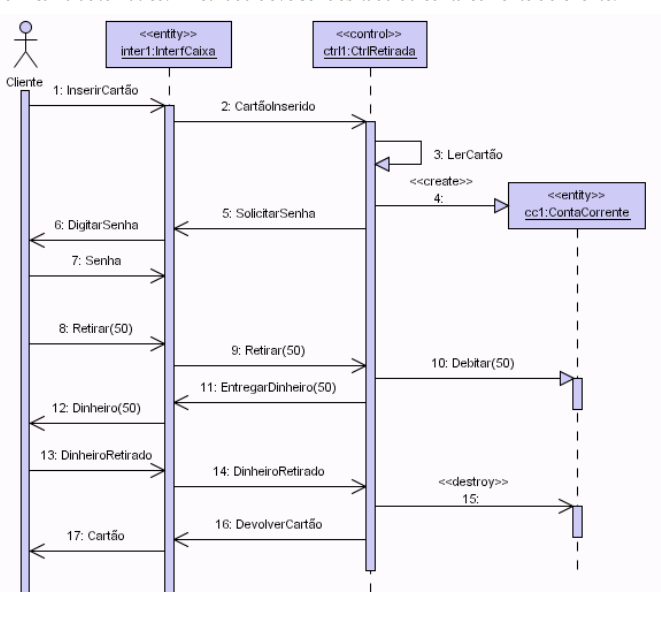 <<entity>>
inter1:InterfCaixa
<<control>>
ctrl1:CtrlRetirada
Cliente
1: InserirCartão
2: CartãoInserido
3: LerCartão
<<create>>
4:
<<entity>>
cc1:ContaCorrente
5: SolicitarSenha
6: DigitarSenha
7: Senha
8: Retirar(50)
9: Retirar(50)
10: Debitar(50)
11: EntregarDinheiro(50)
12: Dinheiro(50)
13: DinheiroRetirado
14: DinheiroRetirado
<<destroy>>
15:
16: DevolverCartão
17: Cartão